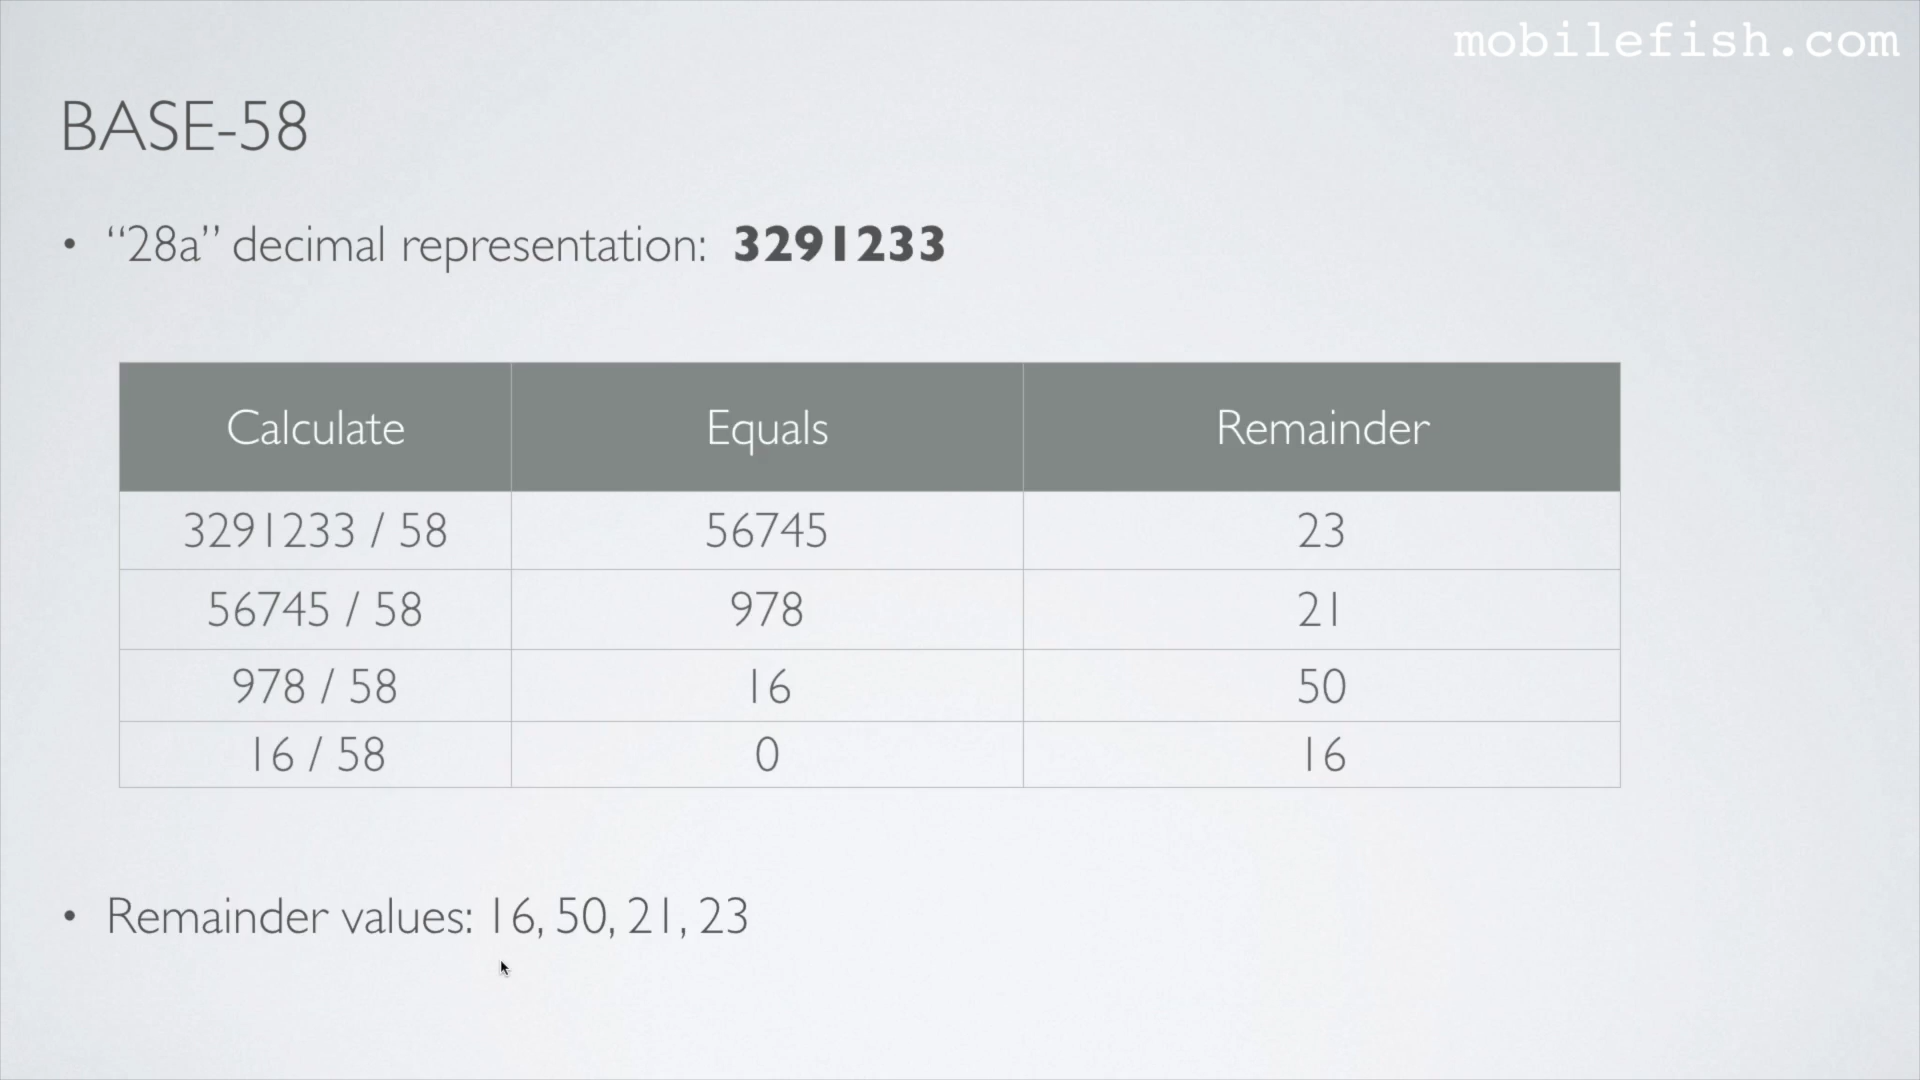 mobilefish.com
BASE-58
• “28a” decimal representation: 3291233
Calculate Equals Remainder
3291233 / 58 56745 23
56745 / 58 978 21
978 / 58 16 50
16 / 58 0 16
• Remainder values: 16, 50, 21, 23